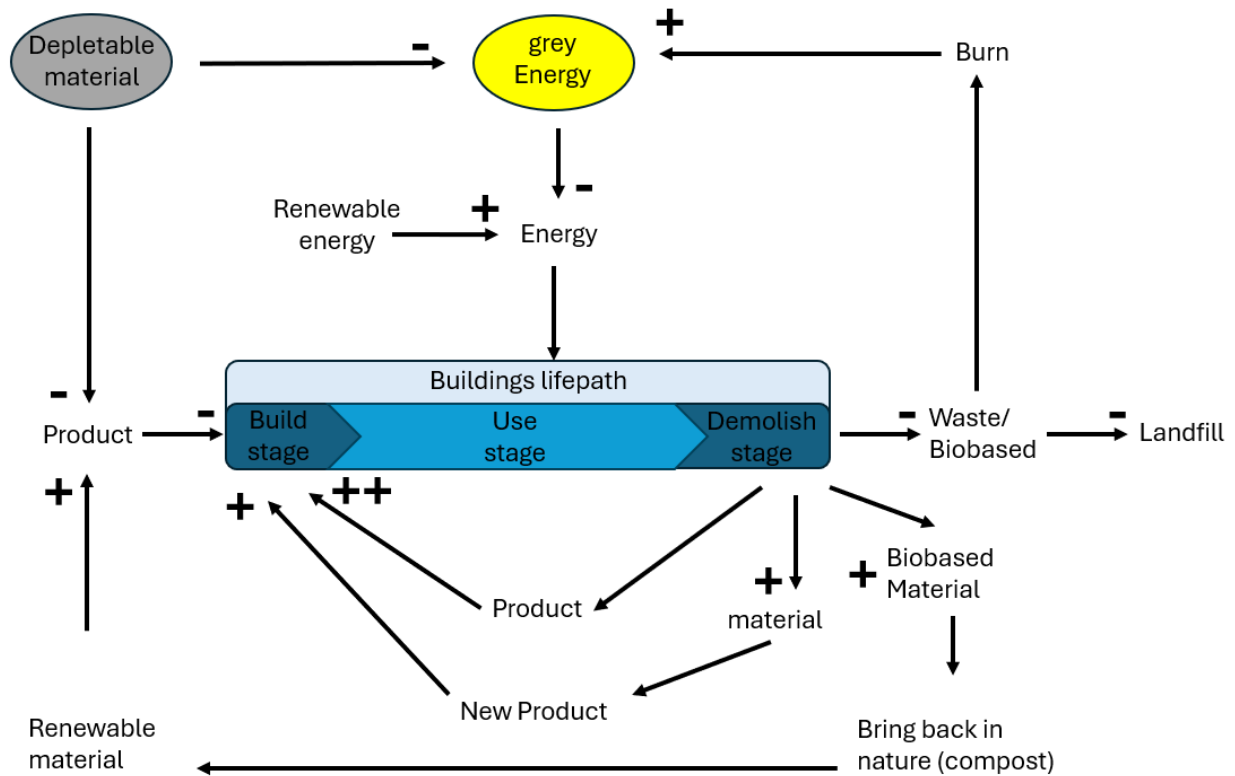 Depletable
material
-
grey
Energy
+
Burn
Renewable
energy
+
-
Energy
Buildings lifepath
-
Product
-
Build
stage
Use
stage
Demolish
stage
-
Waste/
Biobased
-
Landfill
+
+
++
Product
+
material
+
Biobased
Material
New Product
Renewable
material
Bring back in
nature (compost)